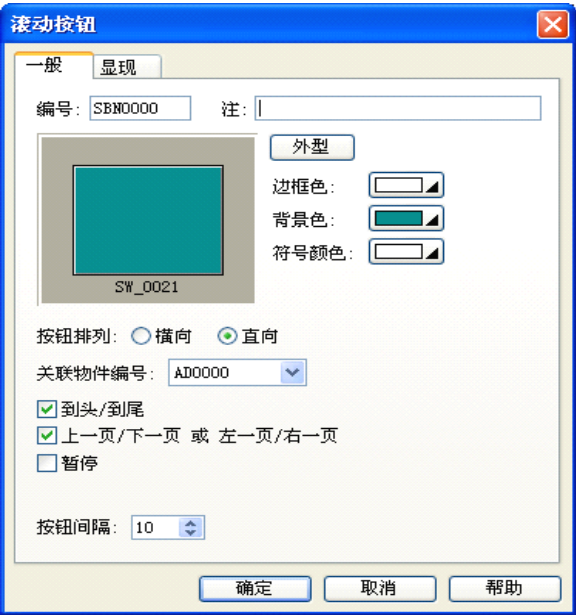 滚动按钮
一般 显现
编号: SBN0000 注:
外型
边框色:
背景色:
符号颜色:
SW_0021
按钮排列: 横向 直向
关联物件编号: AD0000
到头/到尾
上一页/下一页 或 左一页/右一页
暂停
按钮间隔: 10
确定 取消 帮助